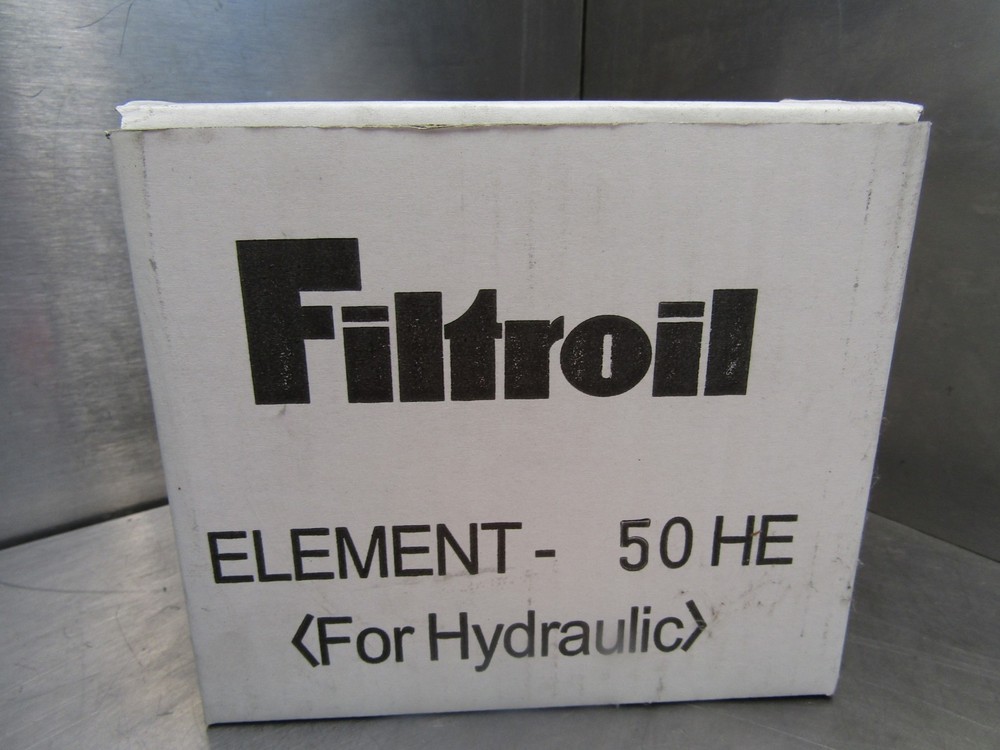 Filtroil
ELEMENT- 50 HE
〈For Hydraulic〉